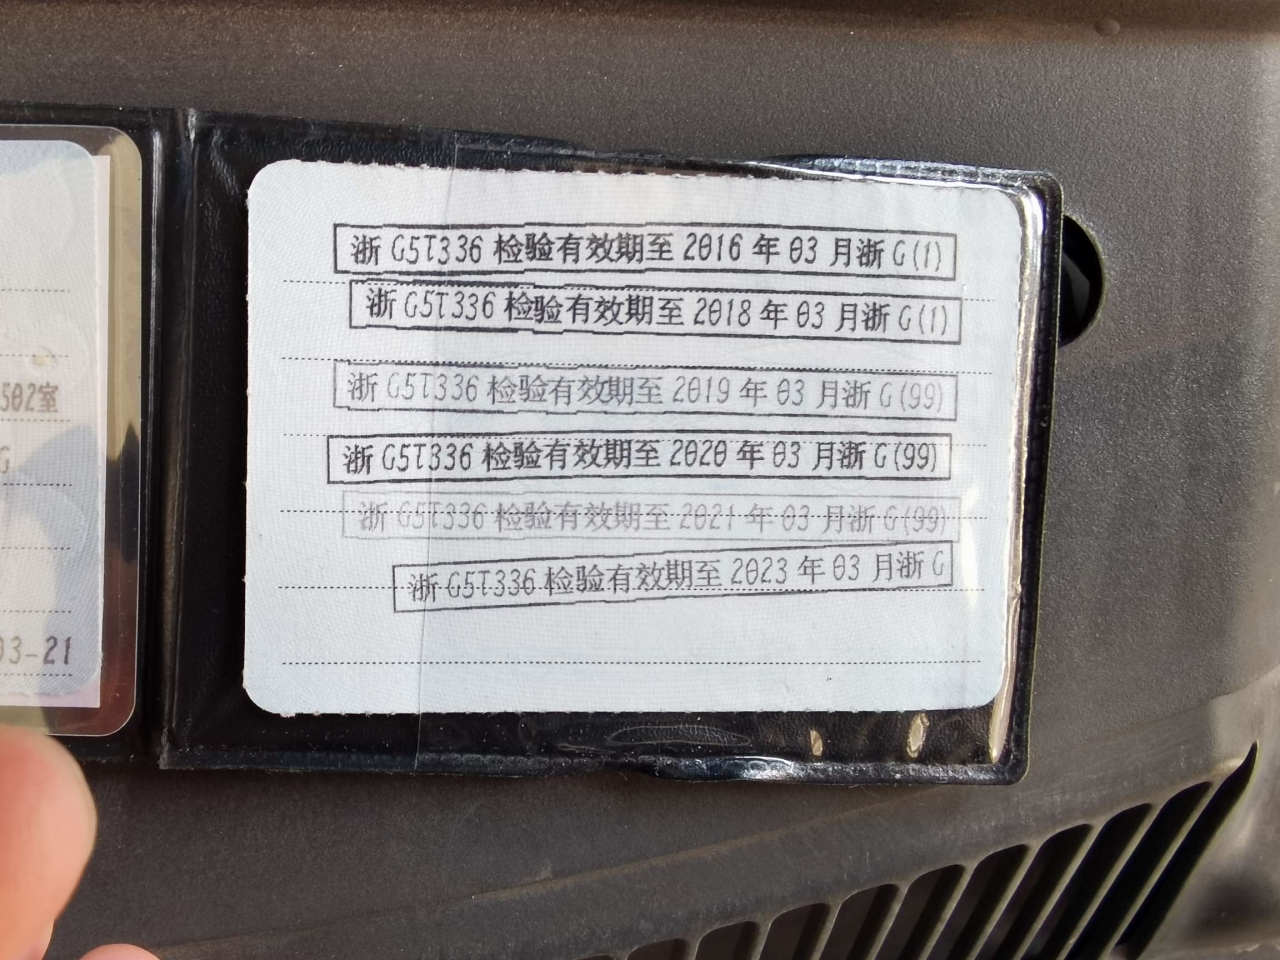 浙 G5T336 检验有效期至 2016 年 03 月浙 G(1)
浙 G5T336 检验有效期至 2018 年 03 月浙 G(1)
浙 G5T336 检验有效期至 2019 年 03 月浙 G(99)
浙 G5T336 检验有效期至 2020 年 03 月浙 G(99)
浙 G5T336 检验有效期至 2021 年 03 月浙 G(99)
浙 G5T336 检验有效期至 2023 年 03 月浙 G
502室
G
03-21